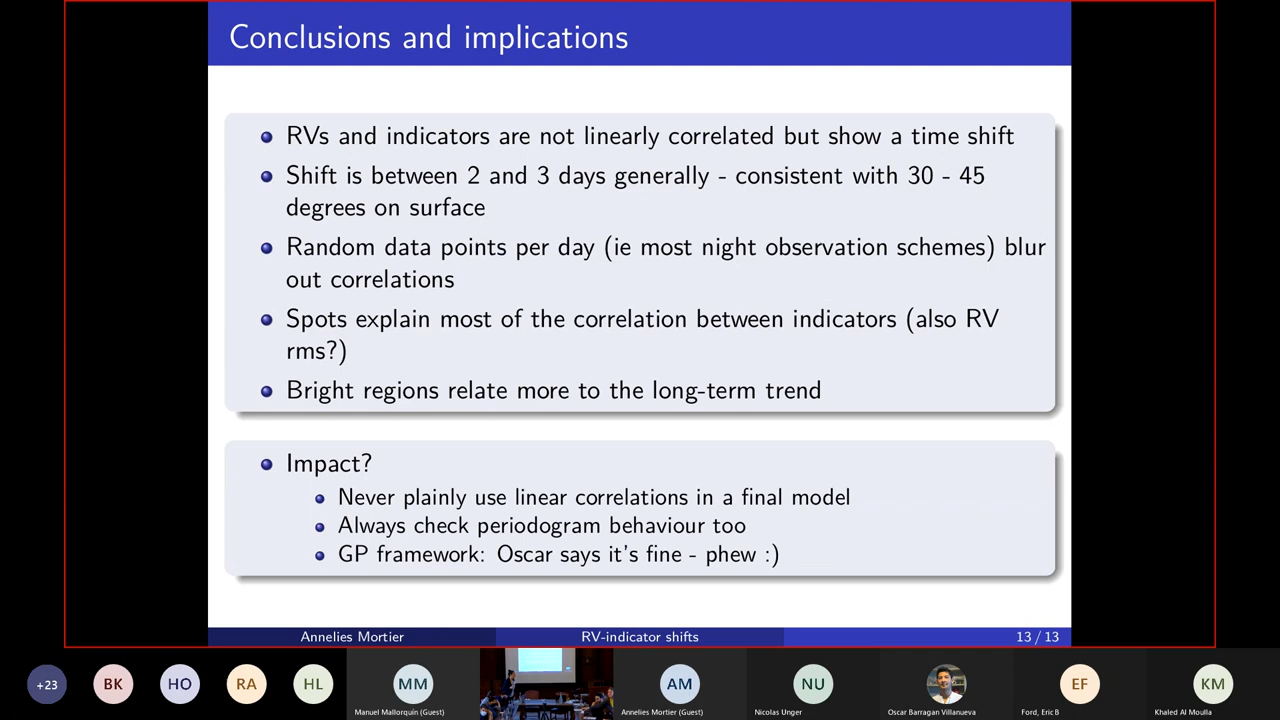 Conclusions and implications
RVs and indicators are not linearly correlated but show a time shift
Shift is between 2 and 3 days generally - consistent with 30 - 45
degrees on surface
Random data points per day (ie most night observation schemes) blur
out correlations
Spots explain most of the correlation between indicators (also RV
rms?)
Bright regions relate more to the long-term trend
Impact?
Never plainly use linear correlations in a final model
Always check periodogram behaviour too
GP framework: Oscar says it's fine - phew :)
Annelies Mortier RV-indicator shifts 13 / 13
+23 BK HO RA HL MM AM NU EF KM
Manuel Mallorquín (Guest) Annelies Mortier (Guest) Nicolas Unger Oscar Barragan Villanueva Ford, Eric B Khaled Al Moulla